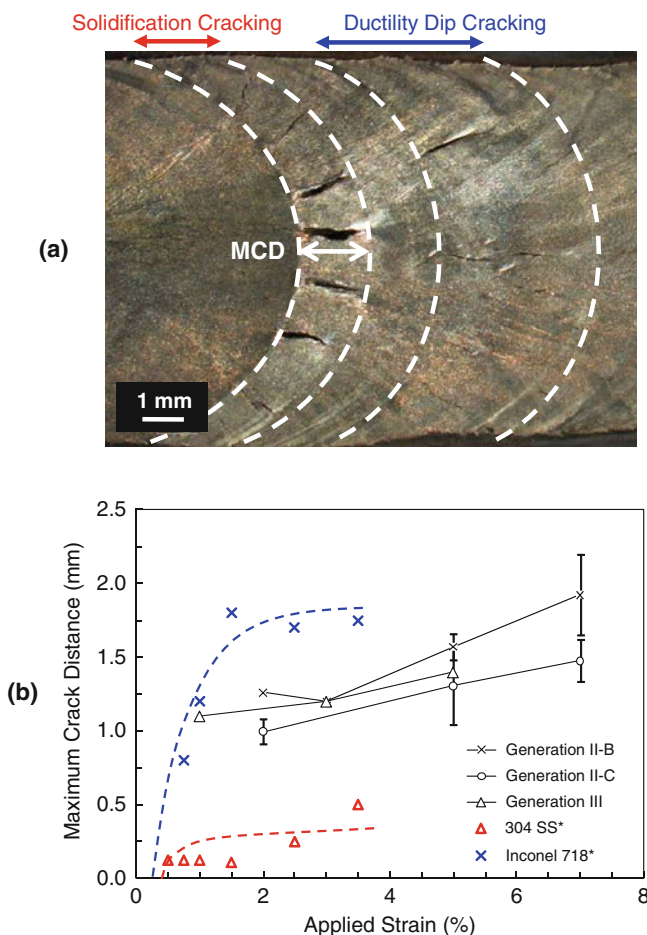 Solidification Cracking
Ductility Dip Cracking
(a)
MCD
1 mm
(b)
Maximum Crack Distance (mm)
2.5
2.0
1.5
1.0
0.5
0.0
0
2
4
6
8
Applied Strain (%)
Generation II-B
Generation II-C
Generation III
304 SS*
Inconel 718*